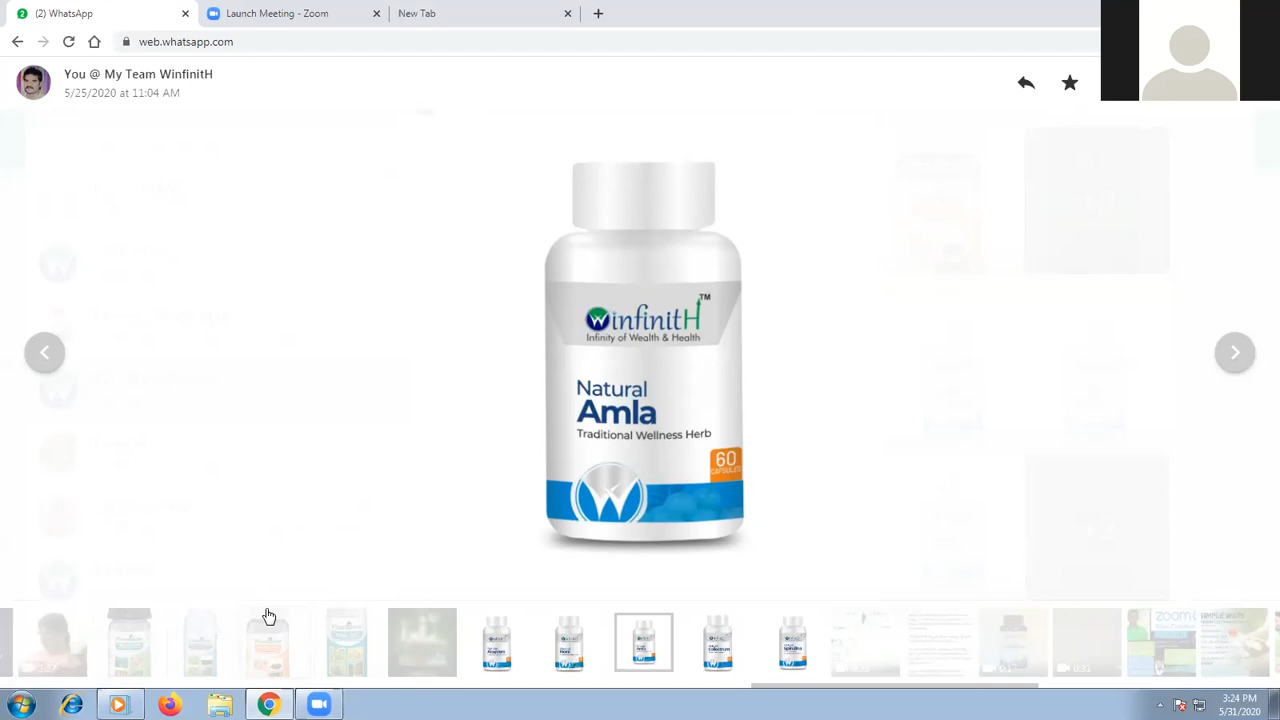 (2) WhatsApp
Launch Meeting - Zoom
New Tab
web.whatsapp.com
You @ My Team WinfinitH
5/25/2020 at 11:04 AM
WinfinitH TM
Infinity of Wealth & Health
Natural
Amla
Traditional Wellness Herb
60
CAPSULES
zoom
3:24 PM
5/31/2020